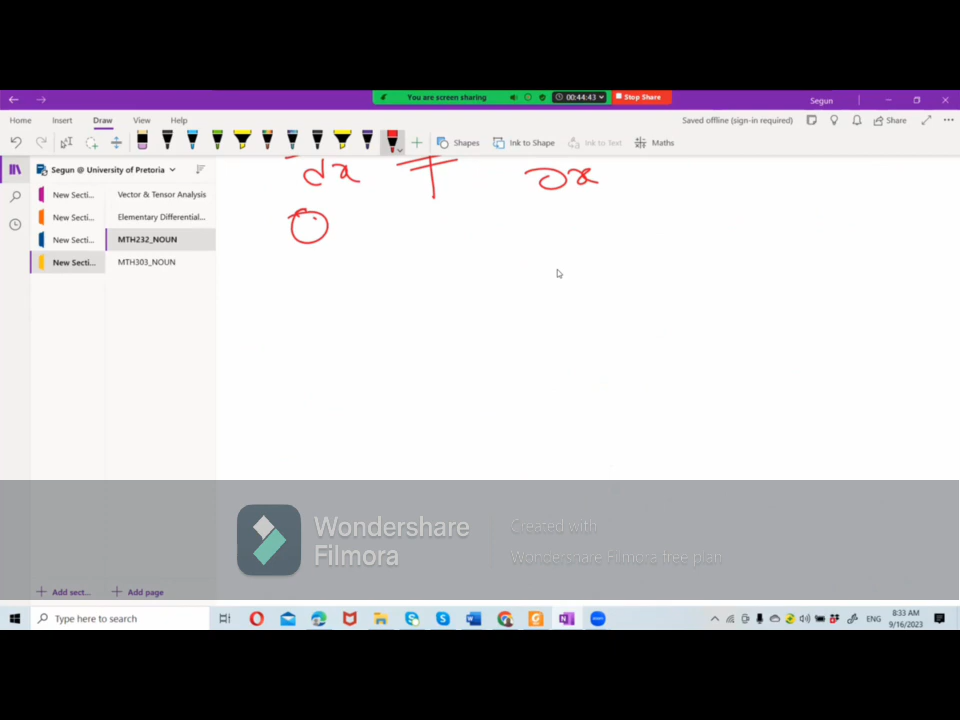 You are screen sharing 00:44:43 Stop Share
Segun
Home Insert Draw View Help Saved offline (sign-in required) Share
Shapes Ink to Shape Ink to Text Maths
Segun @ University of Pretoria
New Secti... Vector & Tensor Analysis
New Secti... Elementary Differential...
New Secti... MTH232_NOUN
New Secti... MTH303_NOUN
dx ∂x
Wondershare
Filmora
Created with
Wondershare Filmora free plan
+ Add sect... + Add page
Type here to search
ENG
8:33 AM
9/16/2023